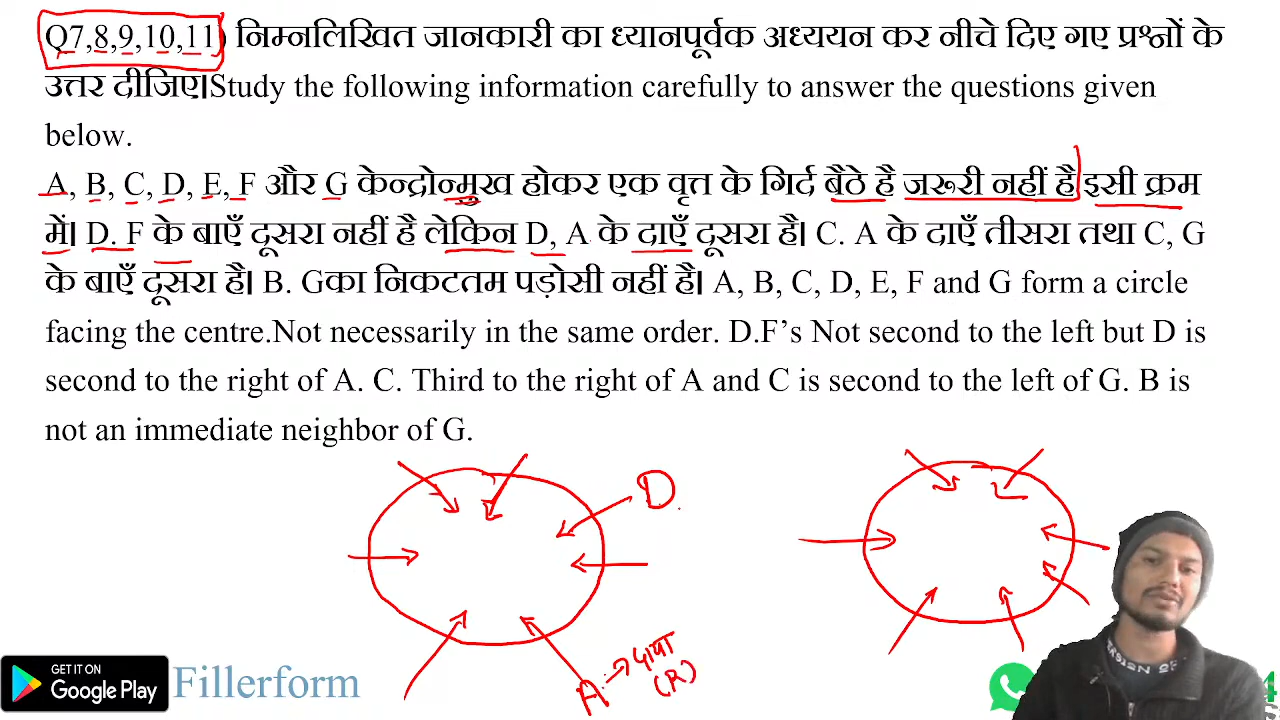 Q7,8,9,10,11) निम्नलिखित जानकारी का ध्यानपूर्वक अध्ययन कर नीचे दिए गए प्रश्नों के
उत्तर दीजिए।Study the following information carefully to answer the questions given
below.
A, B, C, D, E, F और G केन्द्रोन्मुख होकर एक वृत्त के गिर्द बैठे है जरूरी नहीं है इसी क्रम
में। D. F के बाएँ दूसरा नहीं है लेकिन D, A के दाएँ दूसरा है। C. A के दाएँ तीसरा तथा C, G
के बाएँ दूसरा है। B. Gका निकटतम पड़ोसी नहीं है। A, B, C, D, E, F and G form a circle
facing the centre.Not necessarily in the same order. D.F’s Not second to the left but D is
second to the right of A. C. Third to the right of A and C is second to the left of G. B is
not an immediate neighbor of G.
D
A
(R)
GET IT ON
Google Play
Fillerform
4